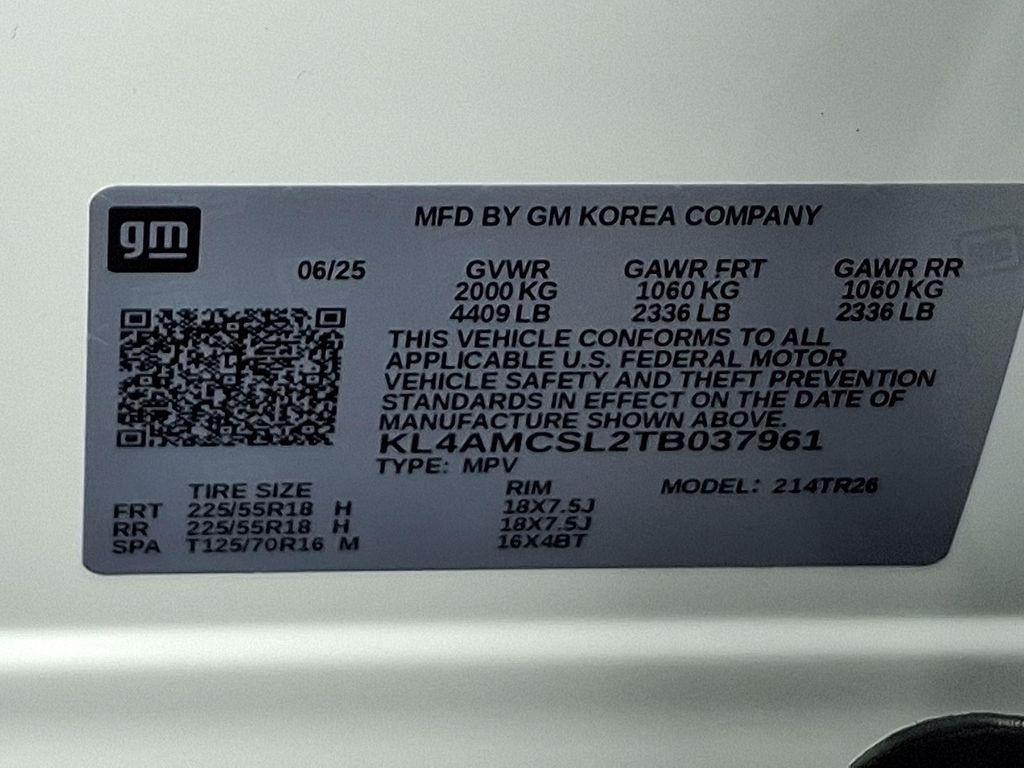 gm
MFD BY GM KOREA COMPANY
06/25 GVWR GAWR FRT GAWR RR
2000 KG 1060 KG 1060 KG
4409 LB 2336 LB 2336 LB
THIS VEHICLE CONFORMS TO ALL
APPLICABLE U.S. FEDERAL MOTOR
VEHICLE SAFETY AND THEFT PREVENTION
STANDARDS IN EFFECT ON THE DATE OF
MANUFACTURE SHOWN ABOVE.
KL4AMCSL2TB037961
TYPE: MPV
TIRE SIZE RIM MODEL: 214TR26
FRT 225/55R18 H 18X7.5J
RR 225/55R18 H 18X7.5J
SPA T125/70R16 M 16X4BT